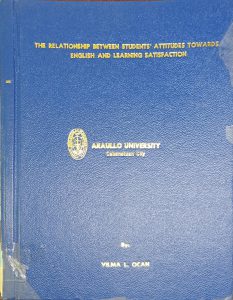 THE RELATIONSHIP BETWEEN STUDENTS' ATTITUDES TOWARDS
ENGLISH AND LEARNING SATISFACTION
ARAULLO UNIVERSITY
Cabanatuan City
By:
VILMA L. OCAN